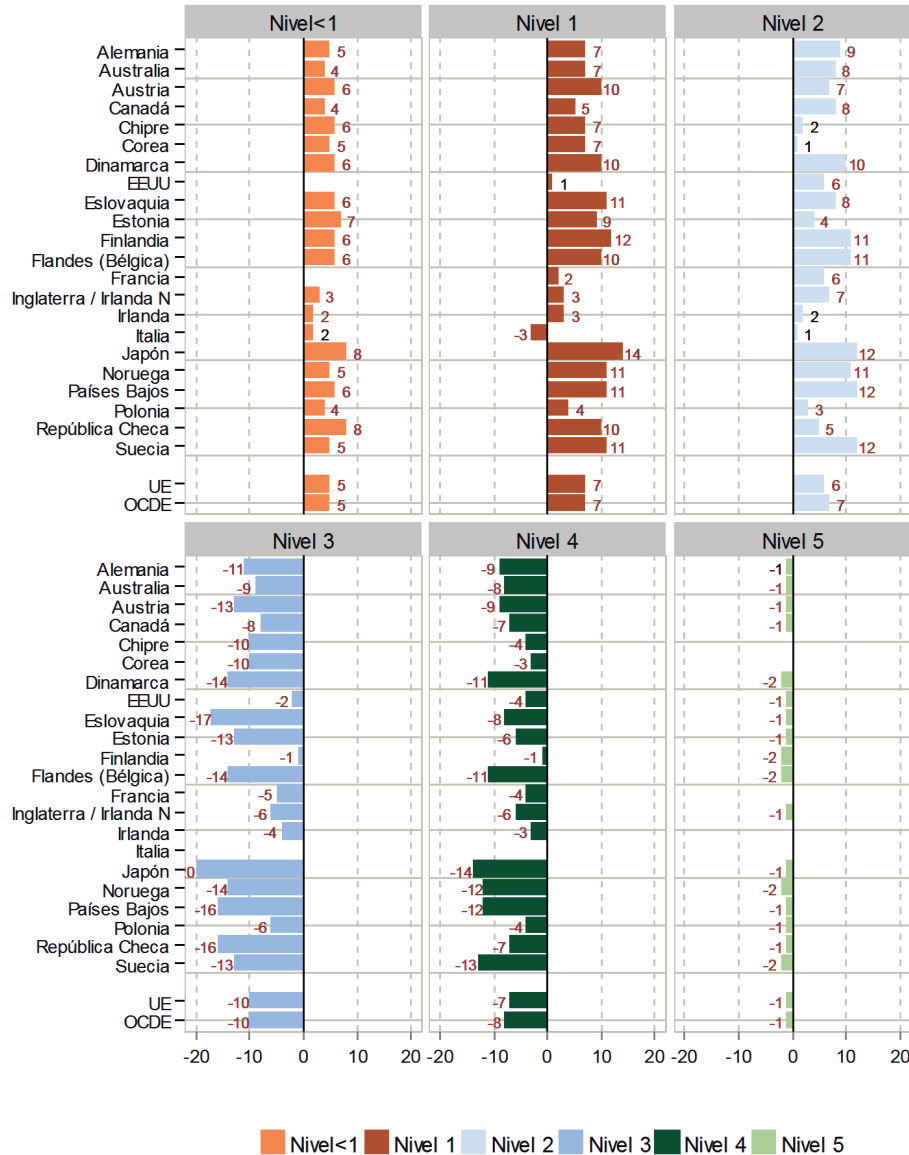 Nivel<1 Nivel 1 Nivel 2
Alemania 5 7 9
Australia 4 7 8
Austria 6 10 7
Canadá 4 5 8
Chipre 6 7 2
Corea 5 7 1
Dinamarca 6 10 10
EEUU 1 6
Eslovaquia 6 11 8
Estonia 7 9 4
Finlandia 6 12 11
Flandes (Bélgica) 6 10 11
Francia 2 6
Inglaterra / Irlanda N 3 3 7
Irlanda 2 3 2
Italia 2 -3 1
Japón 8 14 12
Noruega 5 11 11
Países Bajos 6 11 12
Polonia 4 4 3
República Checa 8 10 5
Suecia 5 11 12
UE 5 7 6
OCDE 5 7 7
Nivel 3 Nivel 4 Nivel 5
Alemania -11 -9 -1
Australia -9 -8 -1
Austria -13 -9 -1
Canadá -8 -7 -1
Chipre -10 -4
Corea -10 -3
Dinamarca -14 -11 -2
EEUU -2 -4 -1
Eslovaquia -17 -8 -1
Estonia -13 -6 -1
Finlandia -1 -1 -2
Flandes (Bélgica) -14 -11 -2
Francia -5 -4
Inglaterra / Irlanda N -6 -6 -1
Irlanda -4 -3
Italia
Japón 0 -14 -1
Noruega -14 -12 -2
Países Bajos -16 -12 -1
Polonia -6 -4 -1
República Checa -16 -7 -1
Suecia -13 -13 -2
UE -10 -7 -1
OCDE -10 -8 -1
-20 -10 0 10 20 -20 -10 0 10 20 -20 -10 0 10 20
Nivel<1 Nivel 1 Nivel 2 Nivel 3 Nivel 4 Nivel 5